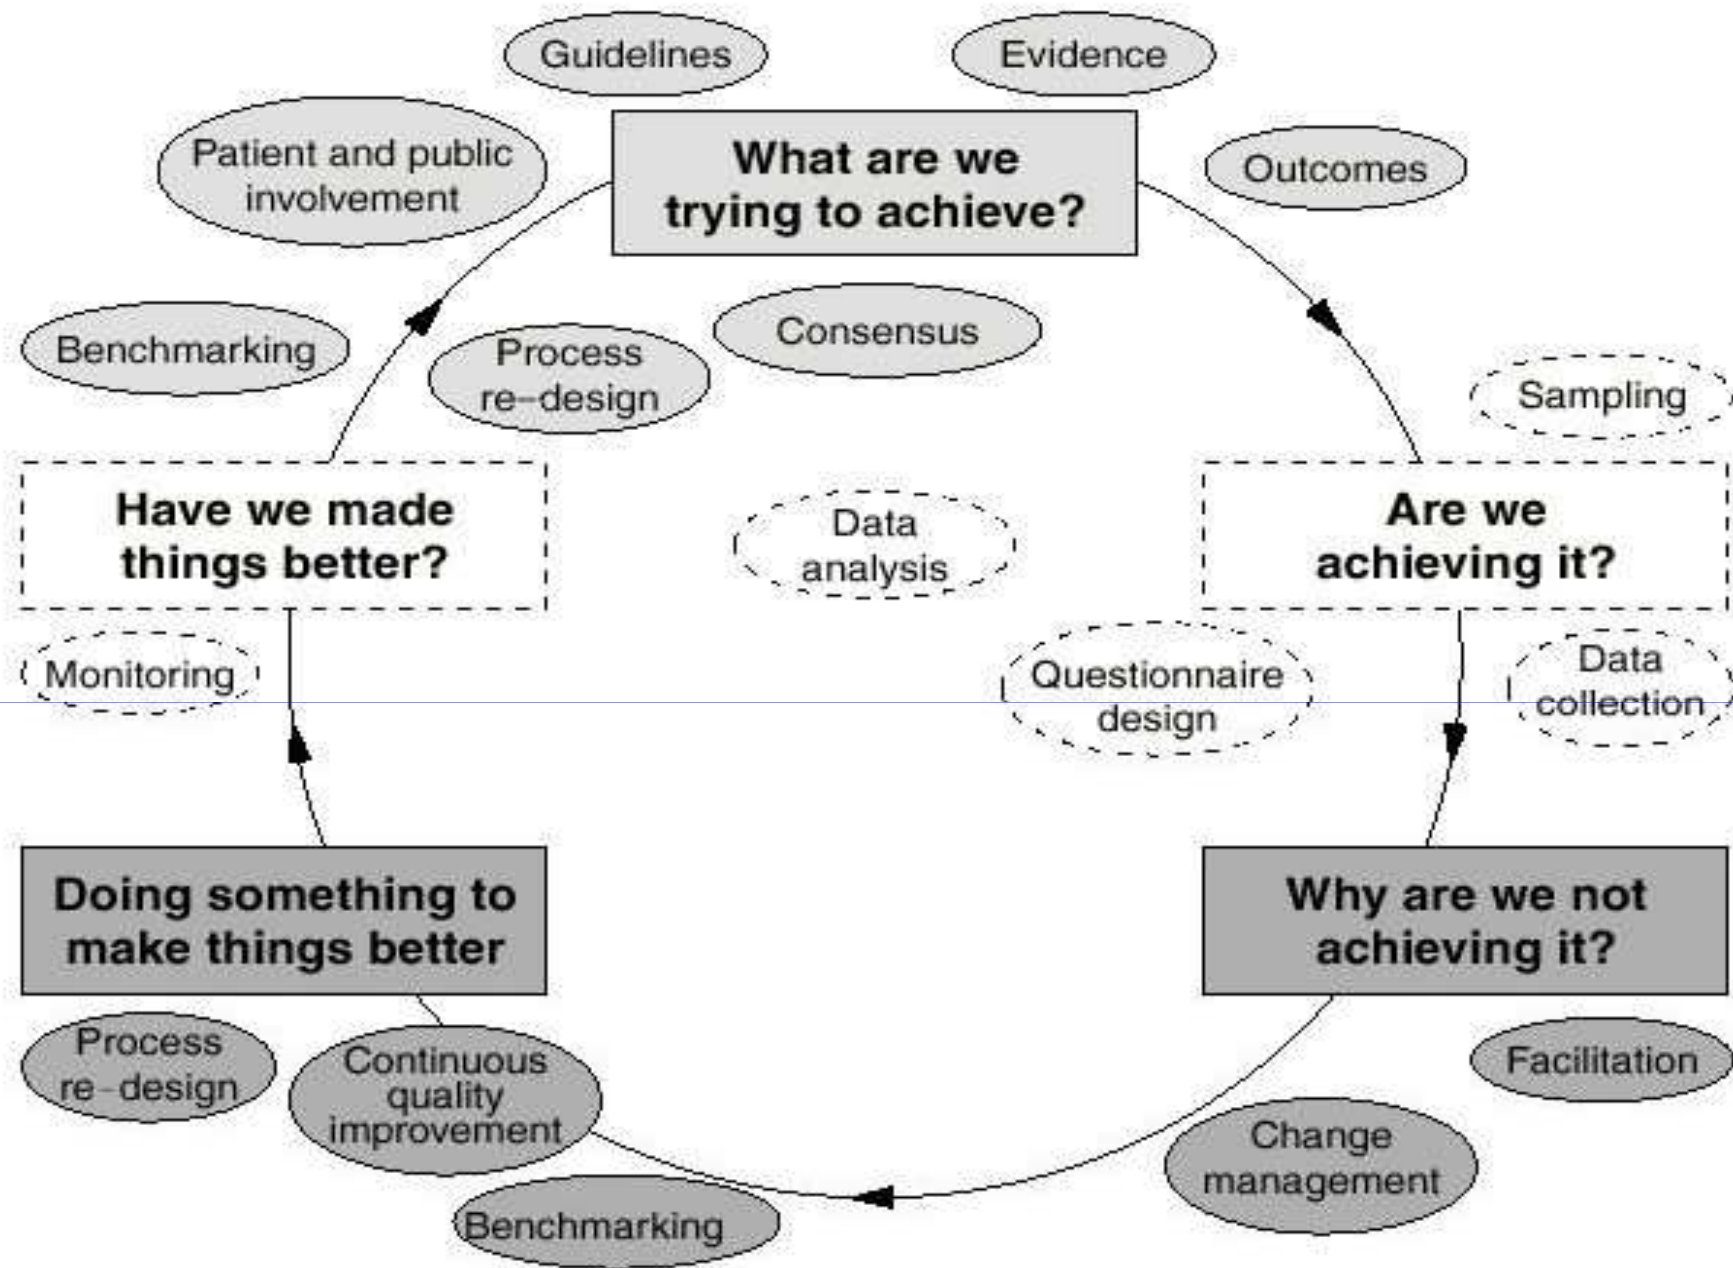 Guidelines
Evidence
Patient and public
involvement
What are we
trying to achieve?
Outcomes
Benchmarking
Process
re–design
Consensus
Sampling
Have we made
things better?
Data
analysis
Are we
achieving it?
Monitoring
Questionnaire
design
Data
collection
Doing something to
make things better
Why are we not
achieving it?
Process
re–design
Continuous
quality
improvement
Facilitation
Change
management
Benchmarking